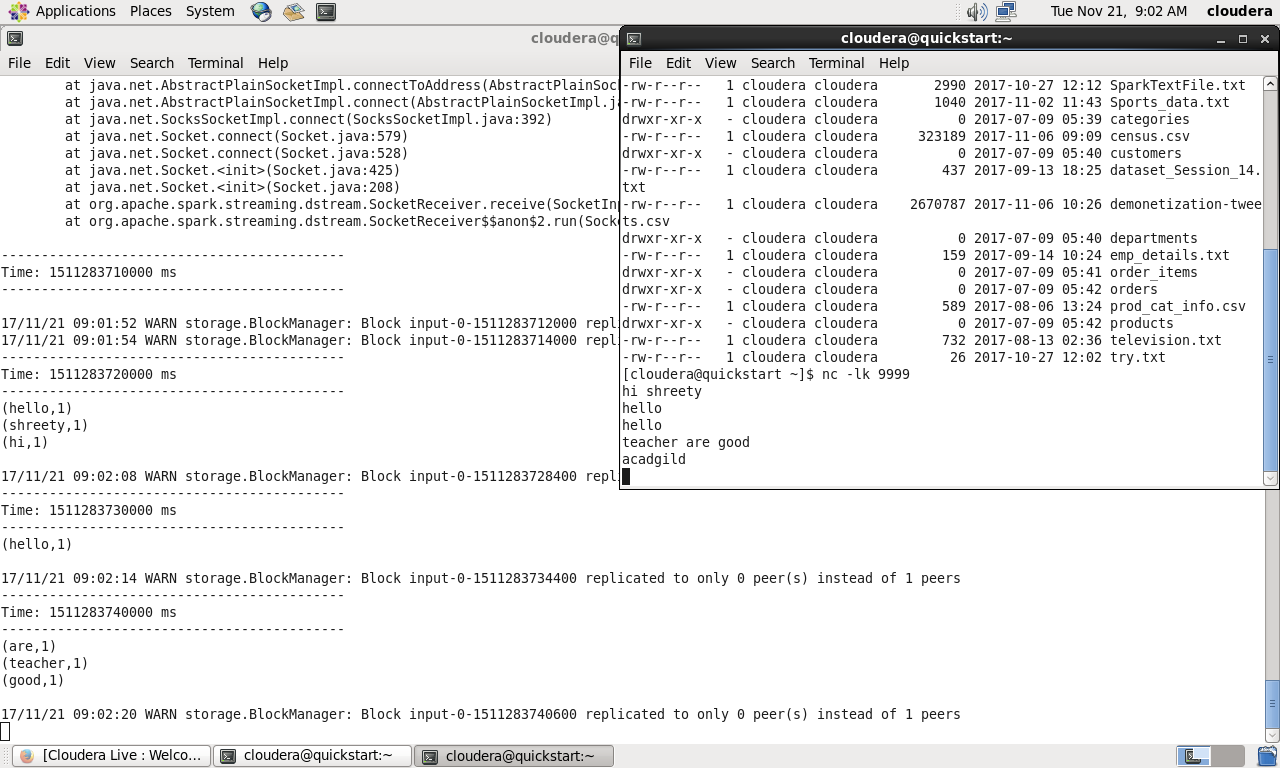 Applications Places System Tue Nov 21, 9:02 AM cloudera
cloudera@q
File Edit View Search Terminal Help
at java.net.AbstractPlainSocketImpl.connectToAddress(AbstractPlainSoc
at java.net.AbstractPlainSocketImpl.connect(AbstractPlainSocketImpl.j
at java.net.SocksSocketImpl.connect(SocksSocketImpl.java:392)
at java.net.Socket.connect(Socket.java:579)
at java.net.Socket.connect(Socket.java:528)
at java.net.Socket.<init>(Socket.java:425)
at java.net.Socket.<init>(Socket.java:208)
at org.apache.spark.streaming.dstream.SocketReceiver.receive(SocketIn
at org.apache.spark.streaming.dstream.SocketReceiver$$anon$2.run(Sock
-------------------------------------------
Time: 1511283710000 ms
-------------------------------------------
17/11/21 09:01:52 WARN storage.BlockManager: Block input-0-1511283712000 repl
17/11/21 09:01:54 WARN storage.BlockManager: Block input-0-1511283714000 repl
-------------------------------------------
Time: 1511283720000 ms
-------------------------------------------
(hello,1)
(shreety,1)
(hi,1)
17/11/21 09:02:08 WARN storage.BlockManager: Block input-0-1511283728400 repl
-------------------------------------------
Time: 1511283730000 ms
-------------------------------------------
(hello,1)
17/11/21 09:02:14 WARN storage.BlockManager: Block input-0-1511283734400 replicated to only 0 peer(s) instead of 1 peers
-------------------------------------------
Time: 1511283740000 ms
-------------------------------------------
(are,1)
(teacher,1)
(good,1)
17/11/21 09:02:20 WARN storage.BlockManager: Block input-0-1511283740600 replicated to only 0 peer(s) instead of 1 peers
cloudera@quickstart:~
File Edit View Search Terminal Help
-rw-r--r-- 1 cloudera cloudera 2990 2017-10-27 12:12 SparkTextFile.txt
-rw-r--r-- 1 cloudera cloudera 1040 2017-11-02 11:43 Sports_data.txt
drwxr-xr-x - cloudera cloudera 0 2017-07-09 05:39 categories
-rw-r--r-- 1 cloudera cloudera 323189 2017-11-06 09:09 census.csv
drwxr-xr-x - cloudera cloudera 0 2017-07-09 05:40 customers
-rw-r--r-- 1 cloudera cloudera 437 2017-09-13 18:25 dataset_Session_14.
txt
-rw-r--r-- 1 cloudera cloudera 2670787 2017-11-06 10:26 demonetization-twee
ts.csv
drwxr-xr-x - cloudera cloudera 0 2017-07-09 05:40 departments
-rw-r--r-- 1 cloudera cloudera 159 2017-09-14 10:24 emp_details.txt
drwxr-xr-x - cloudera cloudera 0 2017-07-09 05:41 order_items
drwxr-xr-x - cloudera cloudera 0 2017-07-09 05:42 orders
-rw-r--r-- 1 cloudera cloudera 589 2017-08-06 13:24 prod_cat_info.csv
drwxr-xr-x - cloudera cloudera 0 2017-07-09 05:42 products
-rw-r--r-- 1 cloudera cloudera 732 2017-08-13 02:36 television.txt
-rw-r--r-- 1 cloudera cloudera 26 2017-10-27 12:02 try.txt
[cloudera@quickstart ~]$ nc -lk 9999
hi shreety
hello
hello
teacher are good
acadgild
[Cloudera Live : Welco... cloudera@quickstart:~ cloudera@quickstart:~